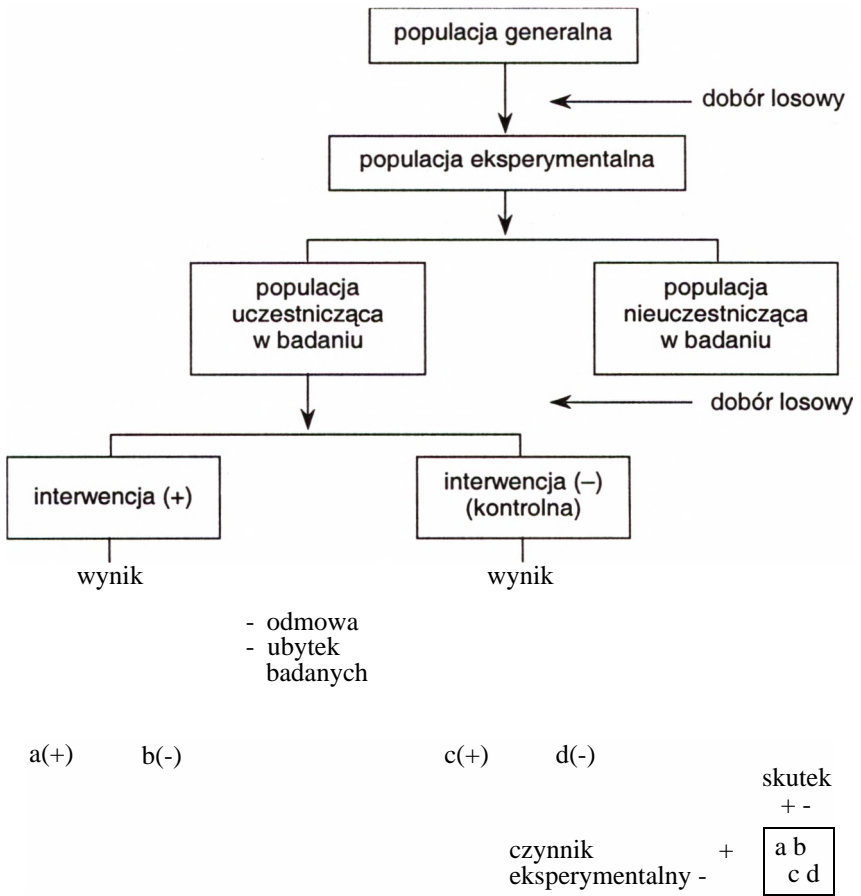 populacja generalna
dobór losowy
populacja eksperymentalna
populacja
uczestnicząca
w badaniu
populacja
nieuczestnicząca
w badaniu
dobór losowy
interwencja (+)
interwencja (–)
(kontrolna)
wynik
wynik
- odmowa
- ubytek
badanych
a(+) b(-) c(+) d(-)
skutek
+ -
czynnik + a b
eksperymentalny - c d